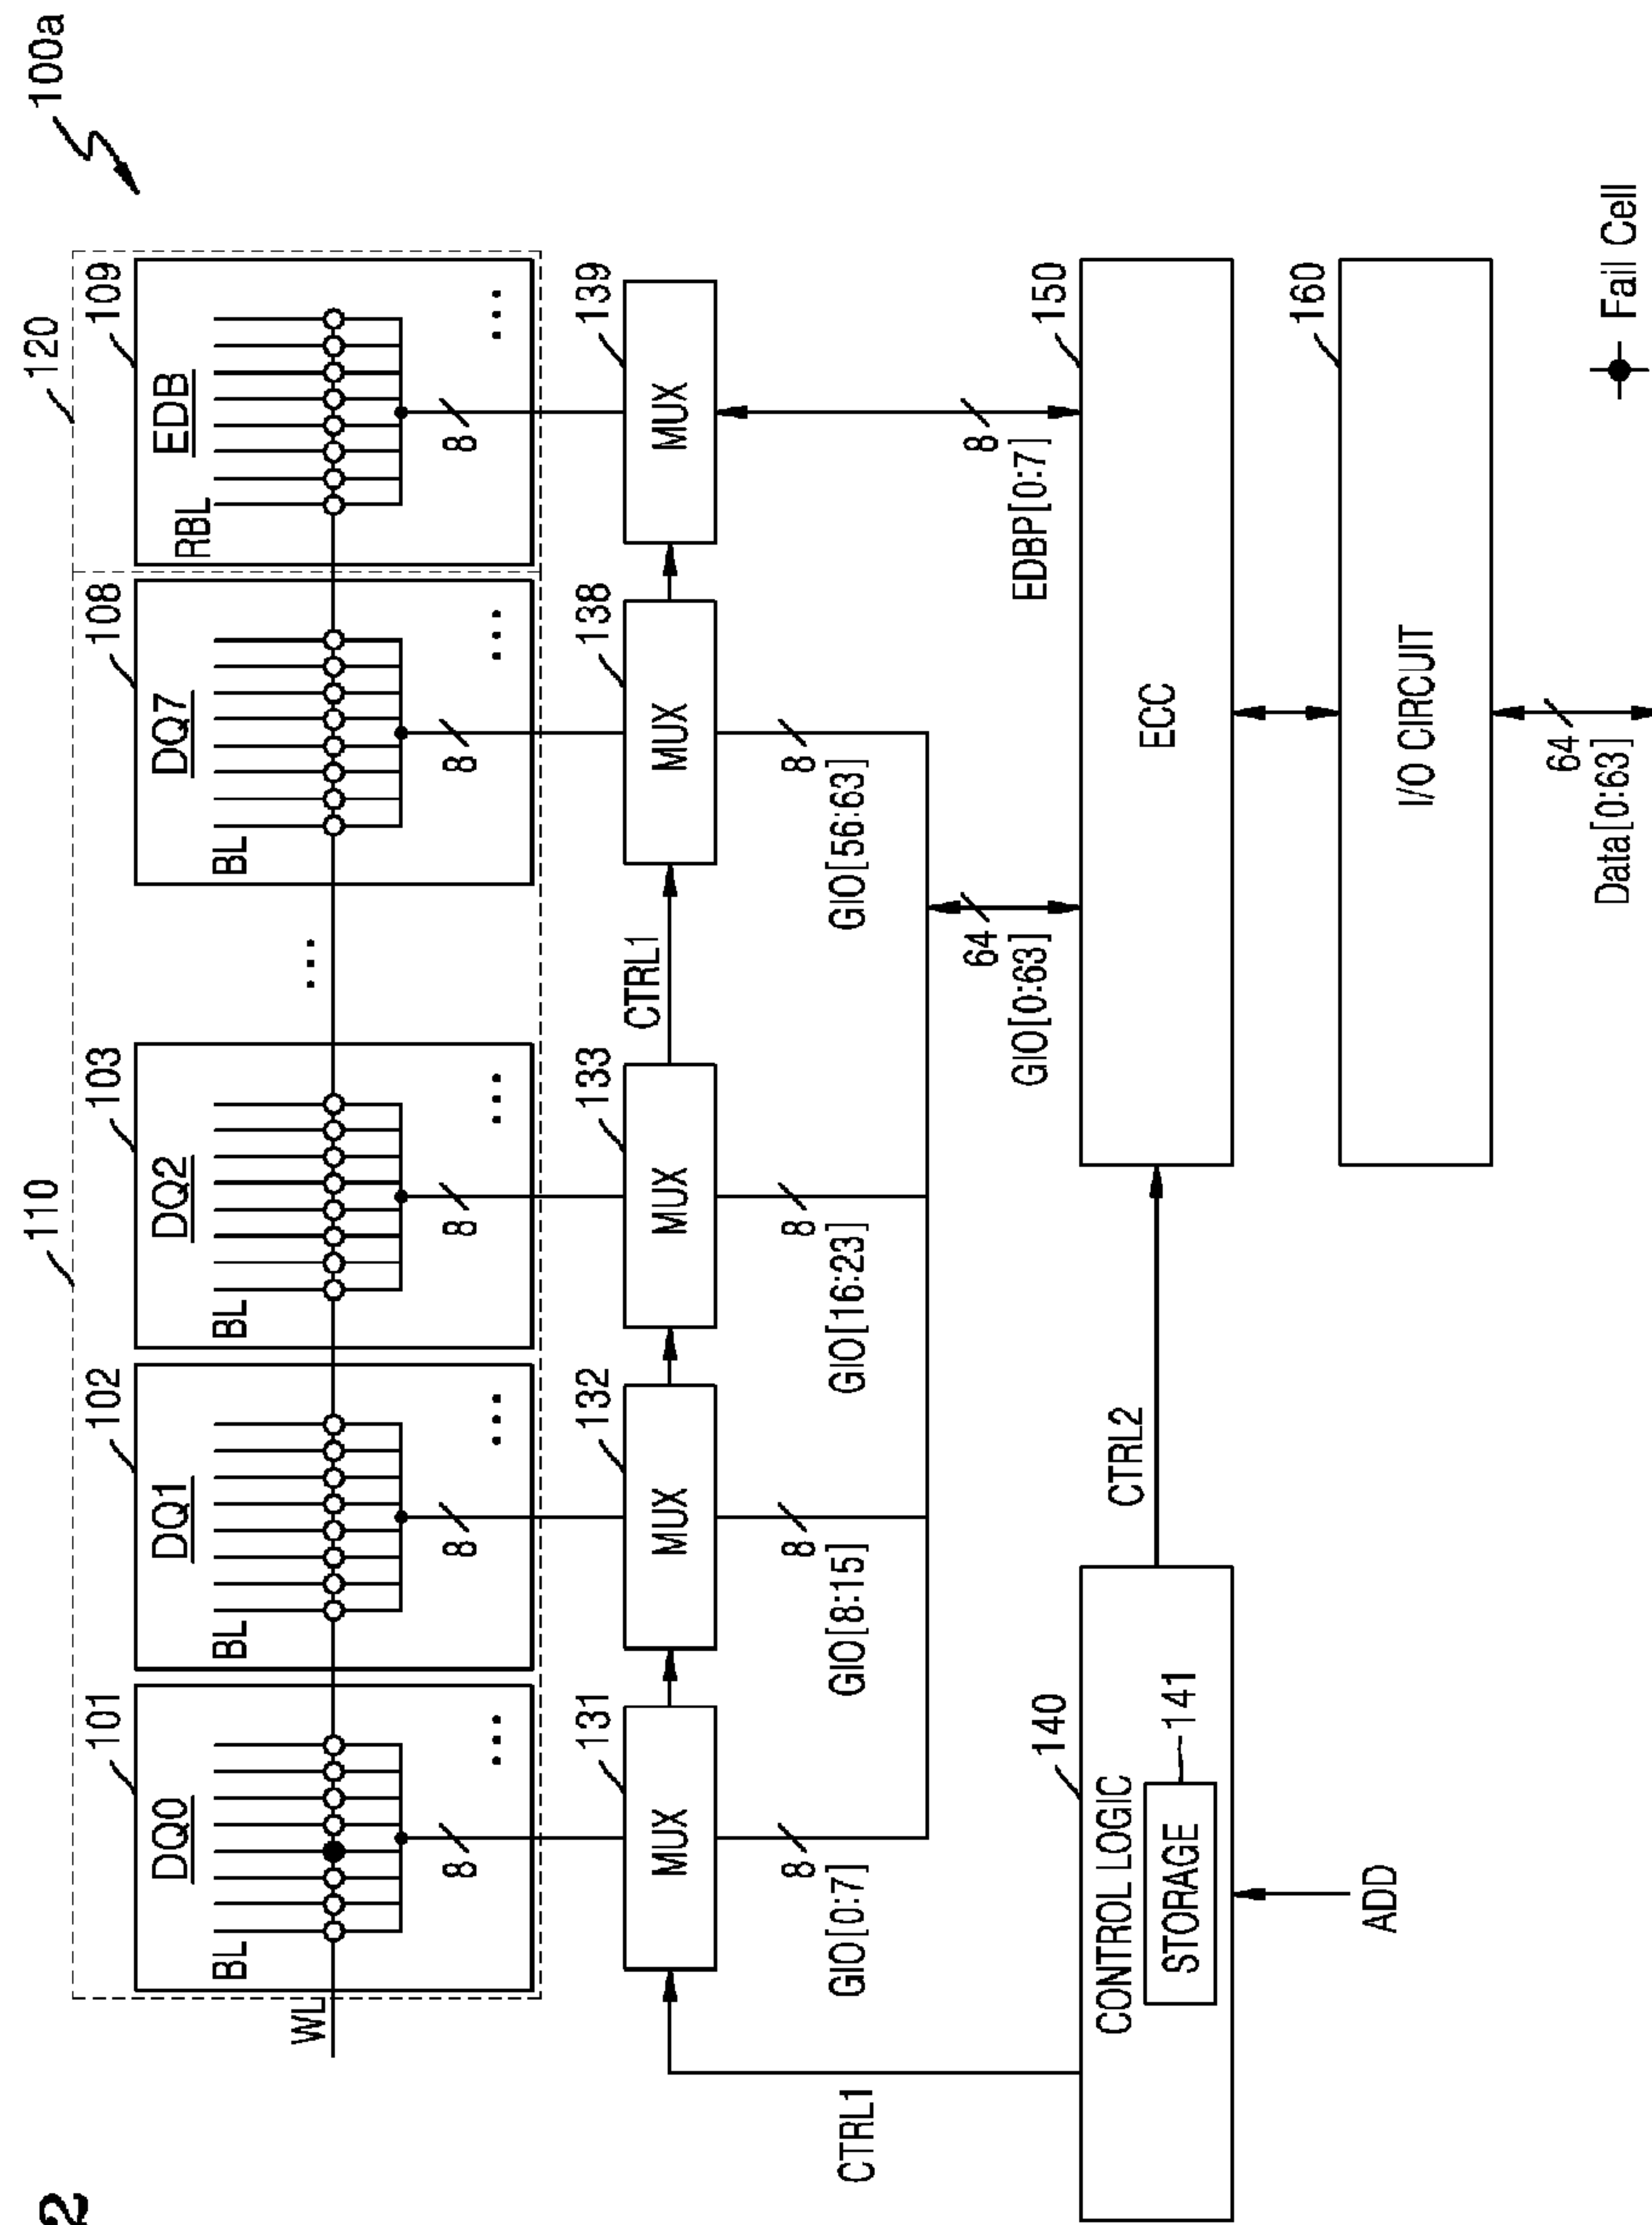 2
100a
110
120
101
102
103
108
109
DQ0
DQ1
DQ2
DQ7
EDB
BL
BL
BL
BL
RBL
WL
...
... ... ... ... ...
8
8
8
8
8
131
132
133
138
139
MUX
MUX
MUX
MUX
MUX
CTRL1
CTRL1
8
8
8
8
8
GIO[0:7]
GIO[8:15]
GIO[16:23]
GIO[56:63]
EDBP[0:7]
64
GIO[0:63]
140
CONTROL LOGIC
STORAGE
141
ADD
CTRL2
150
ECC
160
I/O CIRCUIT
64
Data[0:63]
Fail Cell